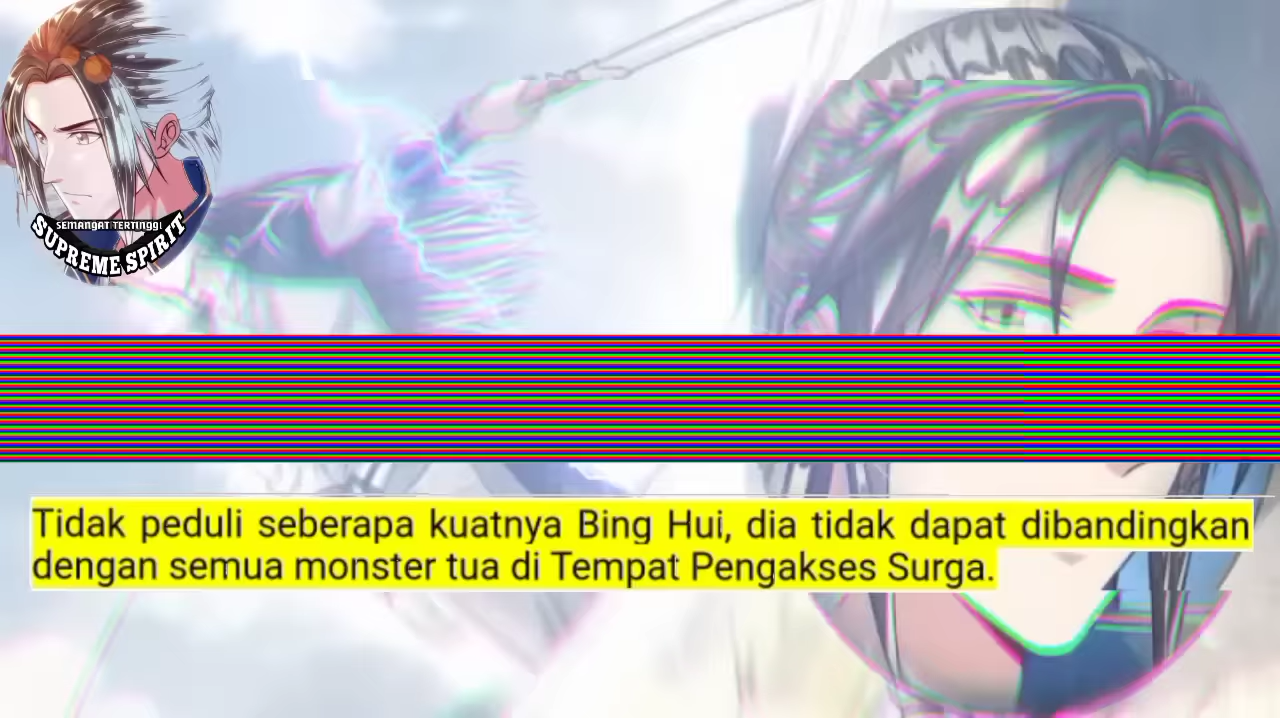 SEMANGAT TERTINGGI
SUPREME SPIRIT
Tidak peduli seberapa kuatnya Bing Hui, dia tidak dapat dibandingkan
dengan semua monster tua di Tempat Pengakses Surga.